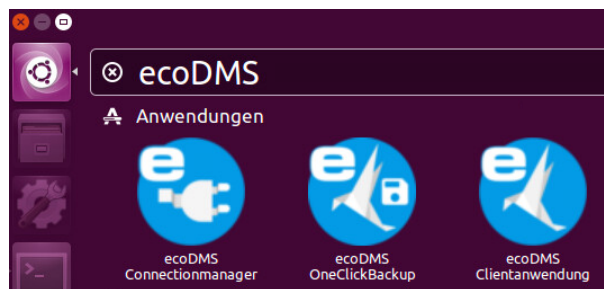 ecoDMS
Anwendungen
ecoDMS
Connectionmanager
ecoDMS
OneClickBackup
ecoDMS
Clientanwendung